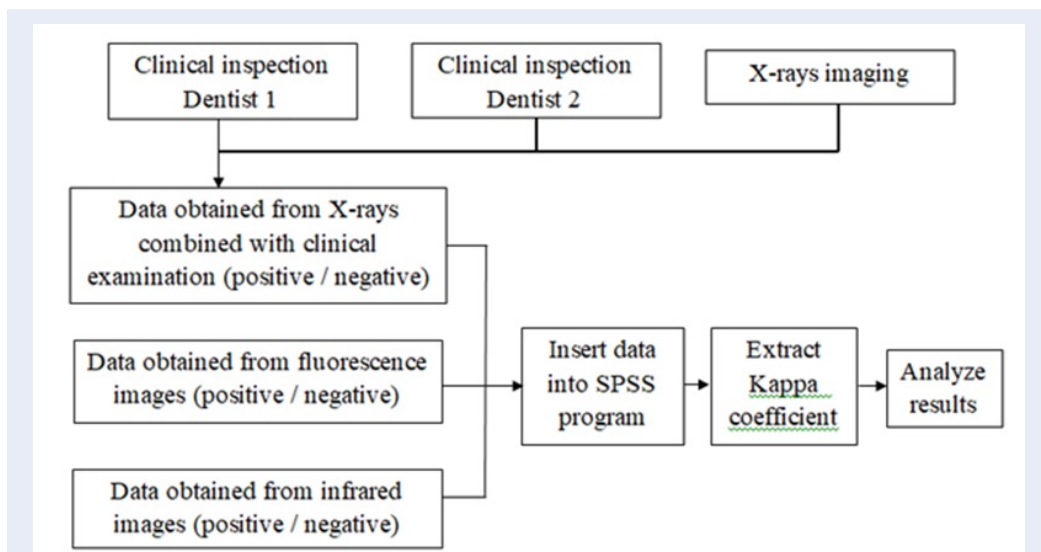 Clinical inspection
Dentist 1
Clinical inspection
Dentist 2
X-rays imaging
Data obtained from X-rays
combined with clinical
examination (positive / negative)
Data obtained from fluorescence
images (positive / negative)
Data obtained from infrared
images (positive / negative)
Insert data
into SPSS
program
Extract
Kappa
coefficient
Analyze
results